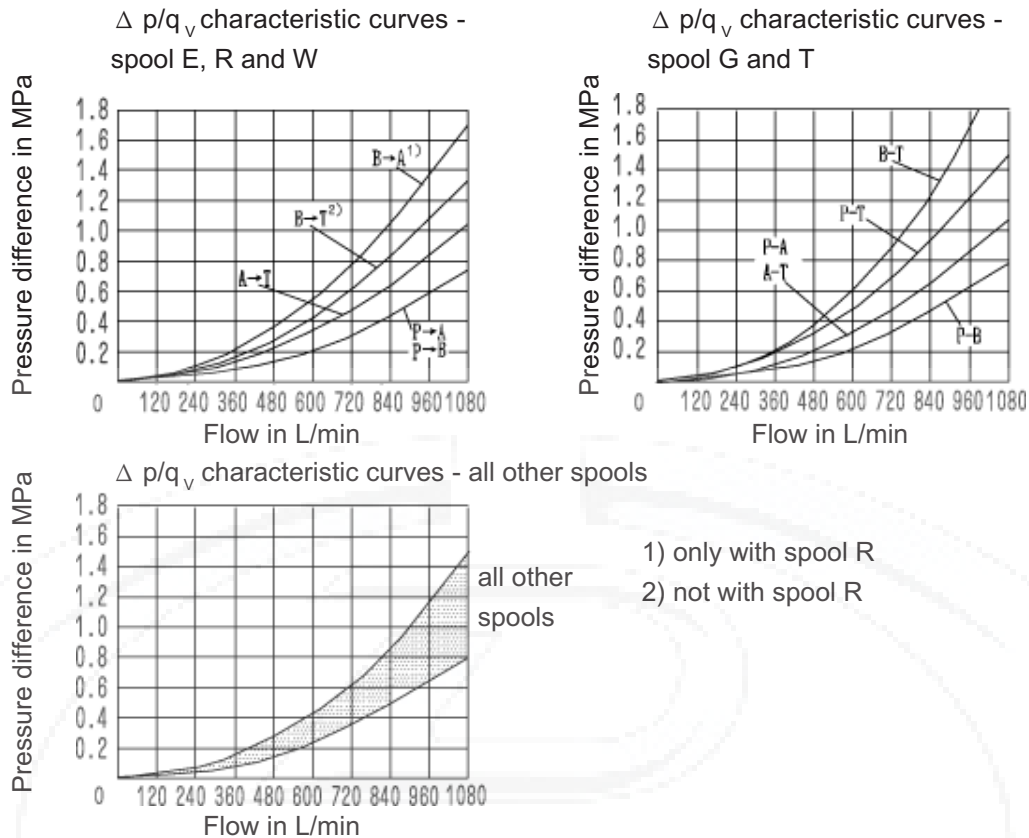 Δ p/q V characteristic curves -
spool E, R and W
Pressure difference in MPa
1.8
1.6
1.4
1.2
1.0
0.8
0.6
0.4
0.2
B→A1)
B→T2)
A→T
P→A
P→B
0 120 240 360 480 600 720 840 960 1080
Flow in L/min
Δ p/q V characteristic curves -
spool G and T
Pressure difference in MPa
1.8
1.6
1.4
1.2
1.0
0.8
0.6
0.4
0.2
B-T
P-T
P-A
A-T
P-B
0 120 240 360 480 600 720 840 960 1080
Flow in L/min
Δ p/q V characteristic curves - all other spools
Pressure difference in MPa
1.8
1.6
1.4
1.2
1.0
0.8
0.6
0.4
0.2
all other
spools
0 120 240 360 480 600 720 840 960 1080
Flow in L/min
1) only with spool R
2) not with spool R